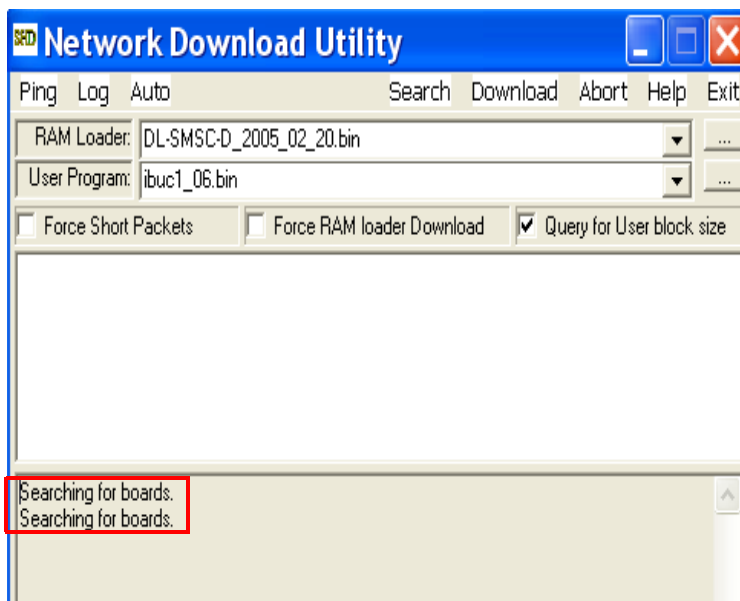 SHD Network Download Utility
Ping Log Auto Search Download Abort Help Exit
RAM Loader: DL-SMSC-D_2005_02_20.bin ...
User Program: ibuc1_06.bin ...
Force Short Packets Force RAM loader Download Query for User block size
Searching for boards.
Searching for boards.